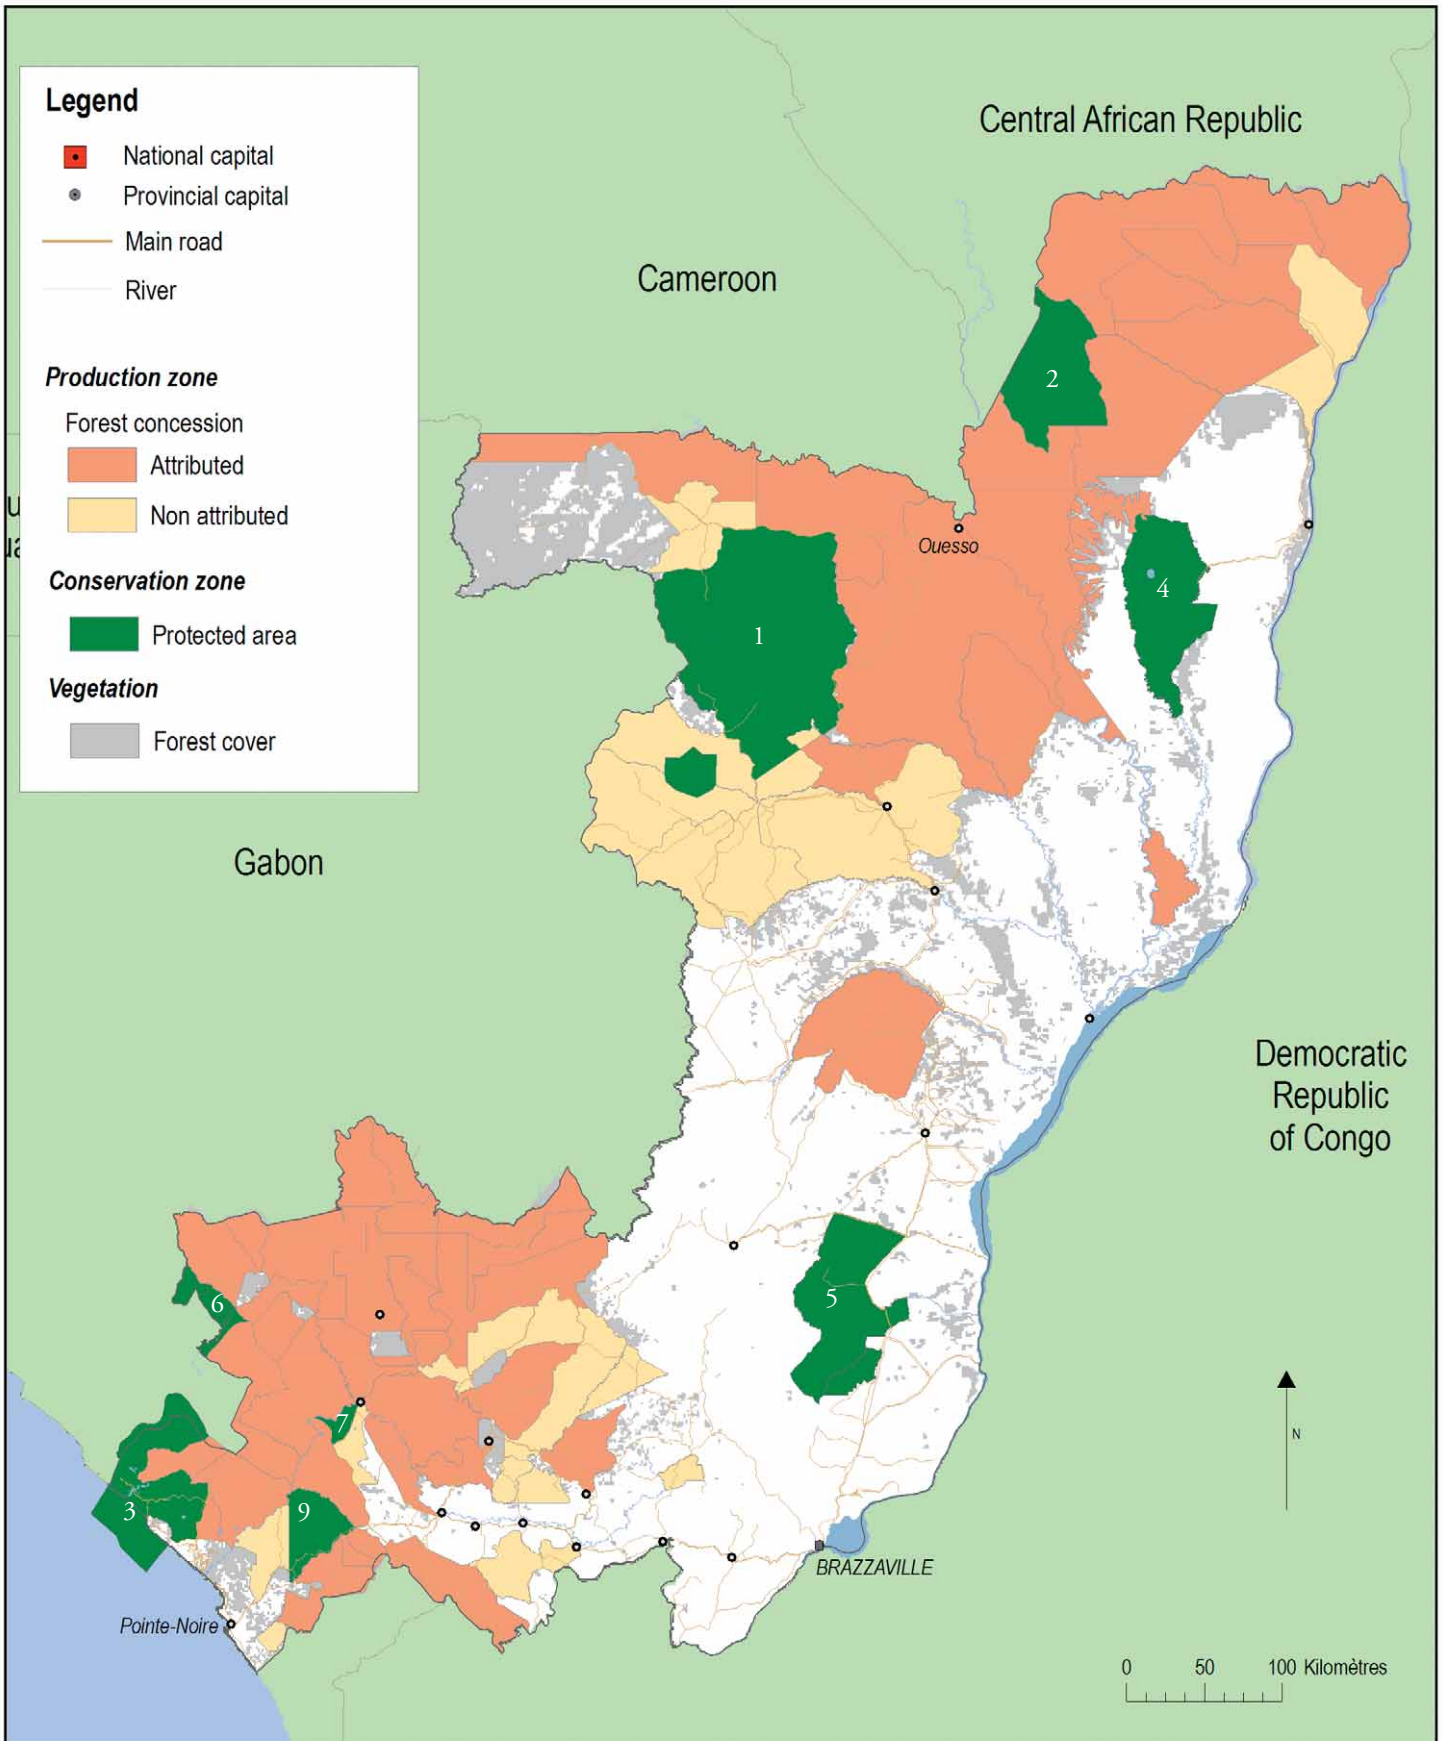 Legend
National capital
Provincial capital
Main road
River
Production zone
Forest concession
Attributed
Non attributed
Conservation zone
Protected area
Vegetation
Forest cover
Central African Republic
Cameroon
2
Ouesso
4
1
Gabon
Democratic
Republic
of Congo
5
6
7
3
9
N
BRAZZAVILLE
Pointe-Noire
0 50 100 Kilomètres